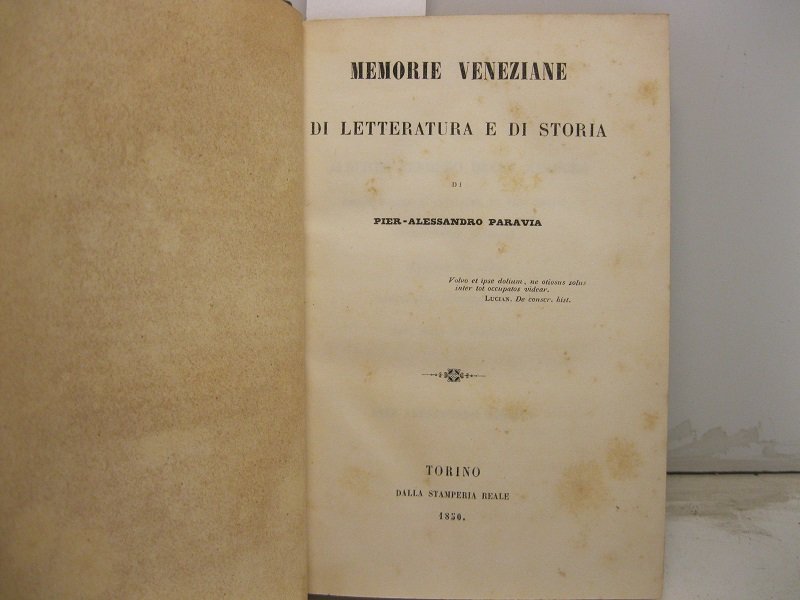 MEMORIE VENEZIANE
DI LETTERATURA E DI STORIA
DI
PIER-ALESSANDRO PARAVIA
Volvo et ipse dolium, ne otiosus solus
inter tot occupatos videar.
LUCIAN. De conscr. hist.
TORINO
DALLA STAMPERIA REALE
1850.